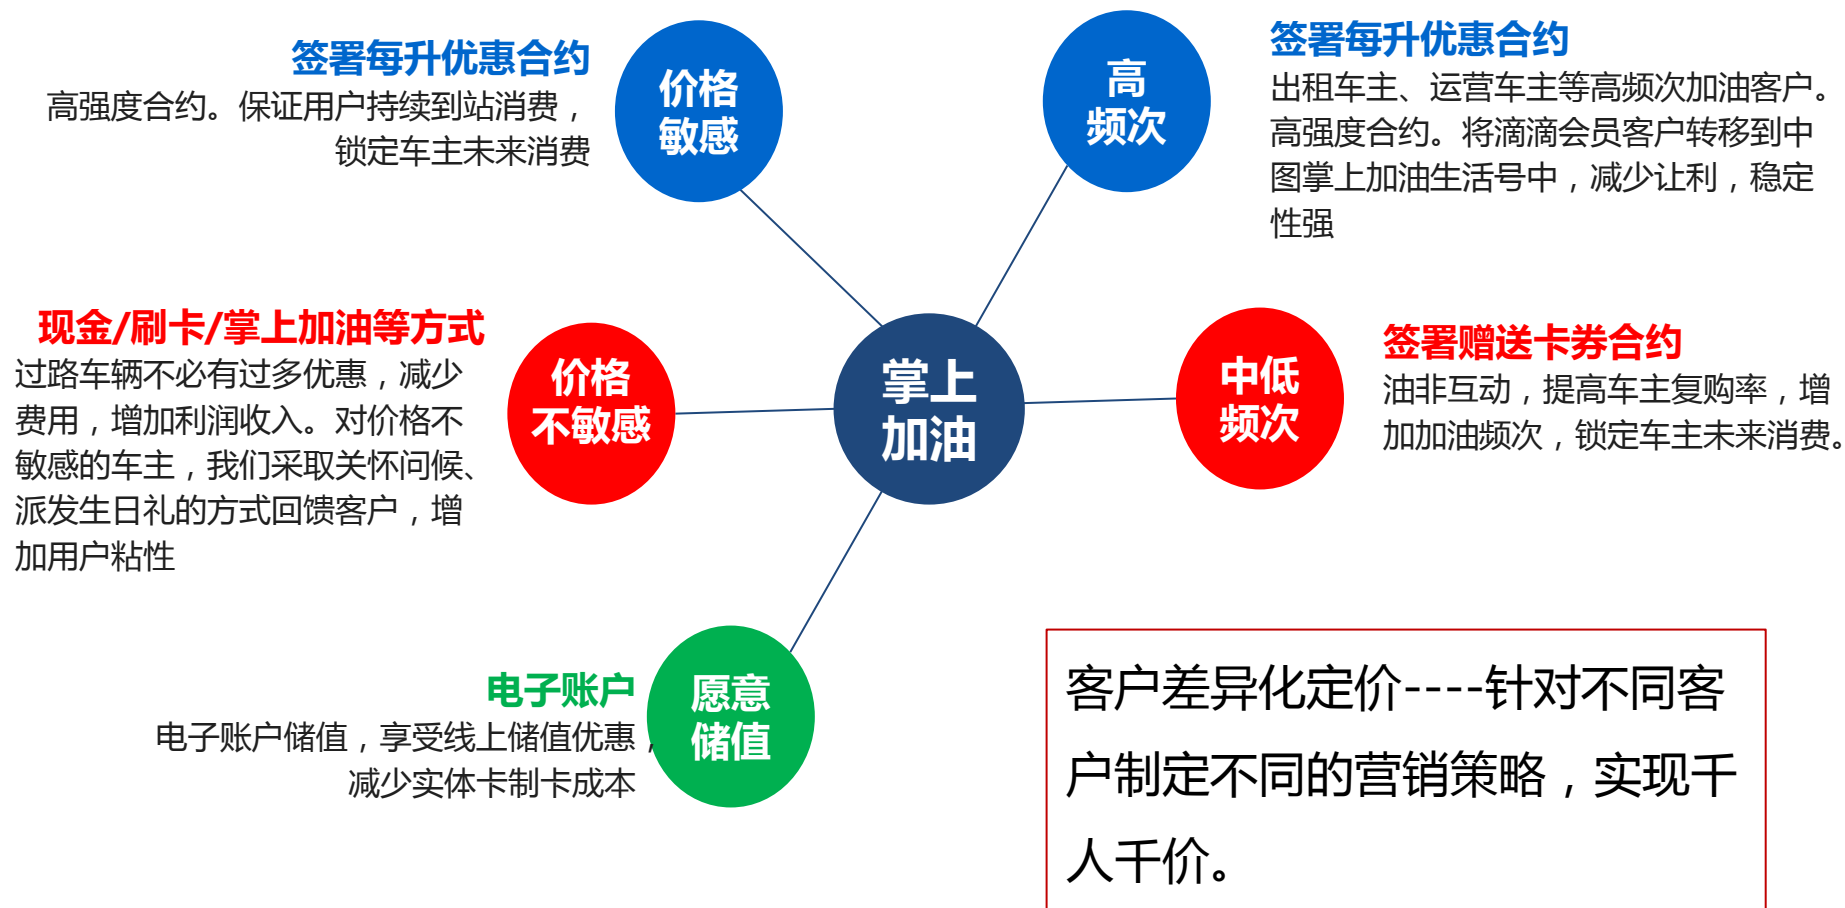 签署每升优惠合约
高强度合约。保证用户持续到站消费，
锁定车主未来消费
价格
敏感
高
频次
签署每升优惠合约
出租车主、运营车主等高频次加油客户。
高强度合约。将滴滴会员客户转移到中
图掌上加油生活号中，减少让利，稳定
性强
现金/刷卡/掌上加油等方式
过路车辆不必有过多优惠，减少
费用，增加利润收入。对价格不
敏感的车主，我们采取关怀问候、
派发生日礼的方式回馈客户，增
加用户粘性
价格
不敏感
掌上
加油
中低
频次
签署赠送卡券合约
油非互动，提高车主复购率，增
加加油频次，锁定车主未来消费。
电子账户
电子账户储值，享受线上储值优惠，
减少实体卡制卡成本
愿意
储值
客户差异化定价----针对不同客
户制定不同的营销策略，实现千
人千价。